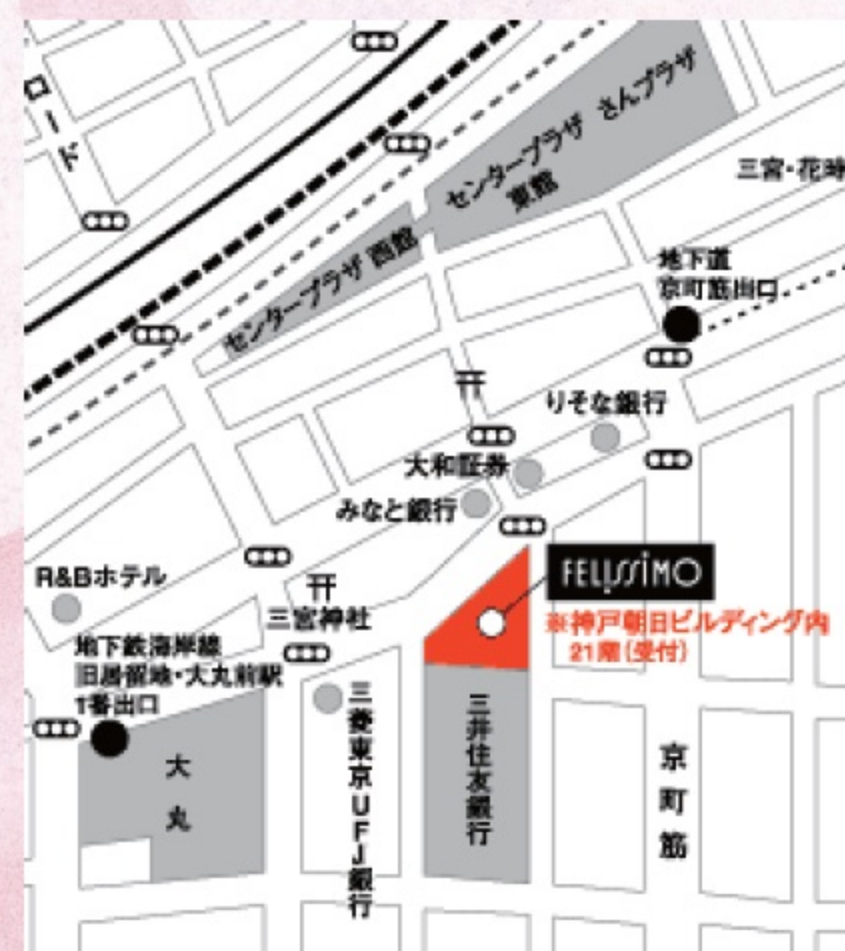 ロード
センタープラザ さんプラザ
東館
センタープラザ 西館
三宮・花時
地下道
京町筋出口
りそな銀行
大和証券
みなと銀行
R&Bホテル
三宮神社
FELISSIMO
※神戸朝日ビルディング内
21階(受付)
地下鉄海岸線
旧居留地・大丸前駅
1番出口
大丸
三菱東京UFJ銀行
三井住友銀行
京町筋